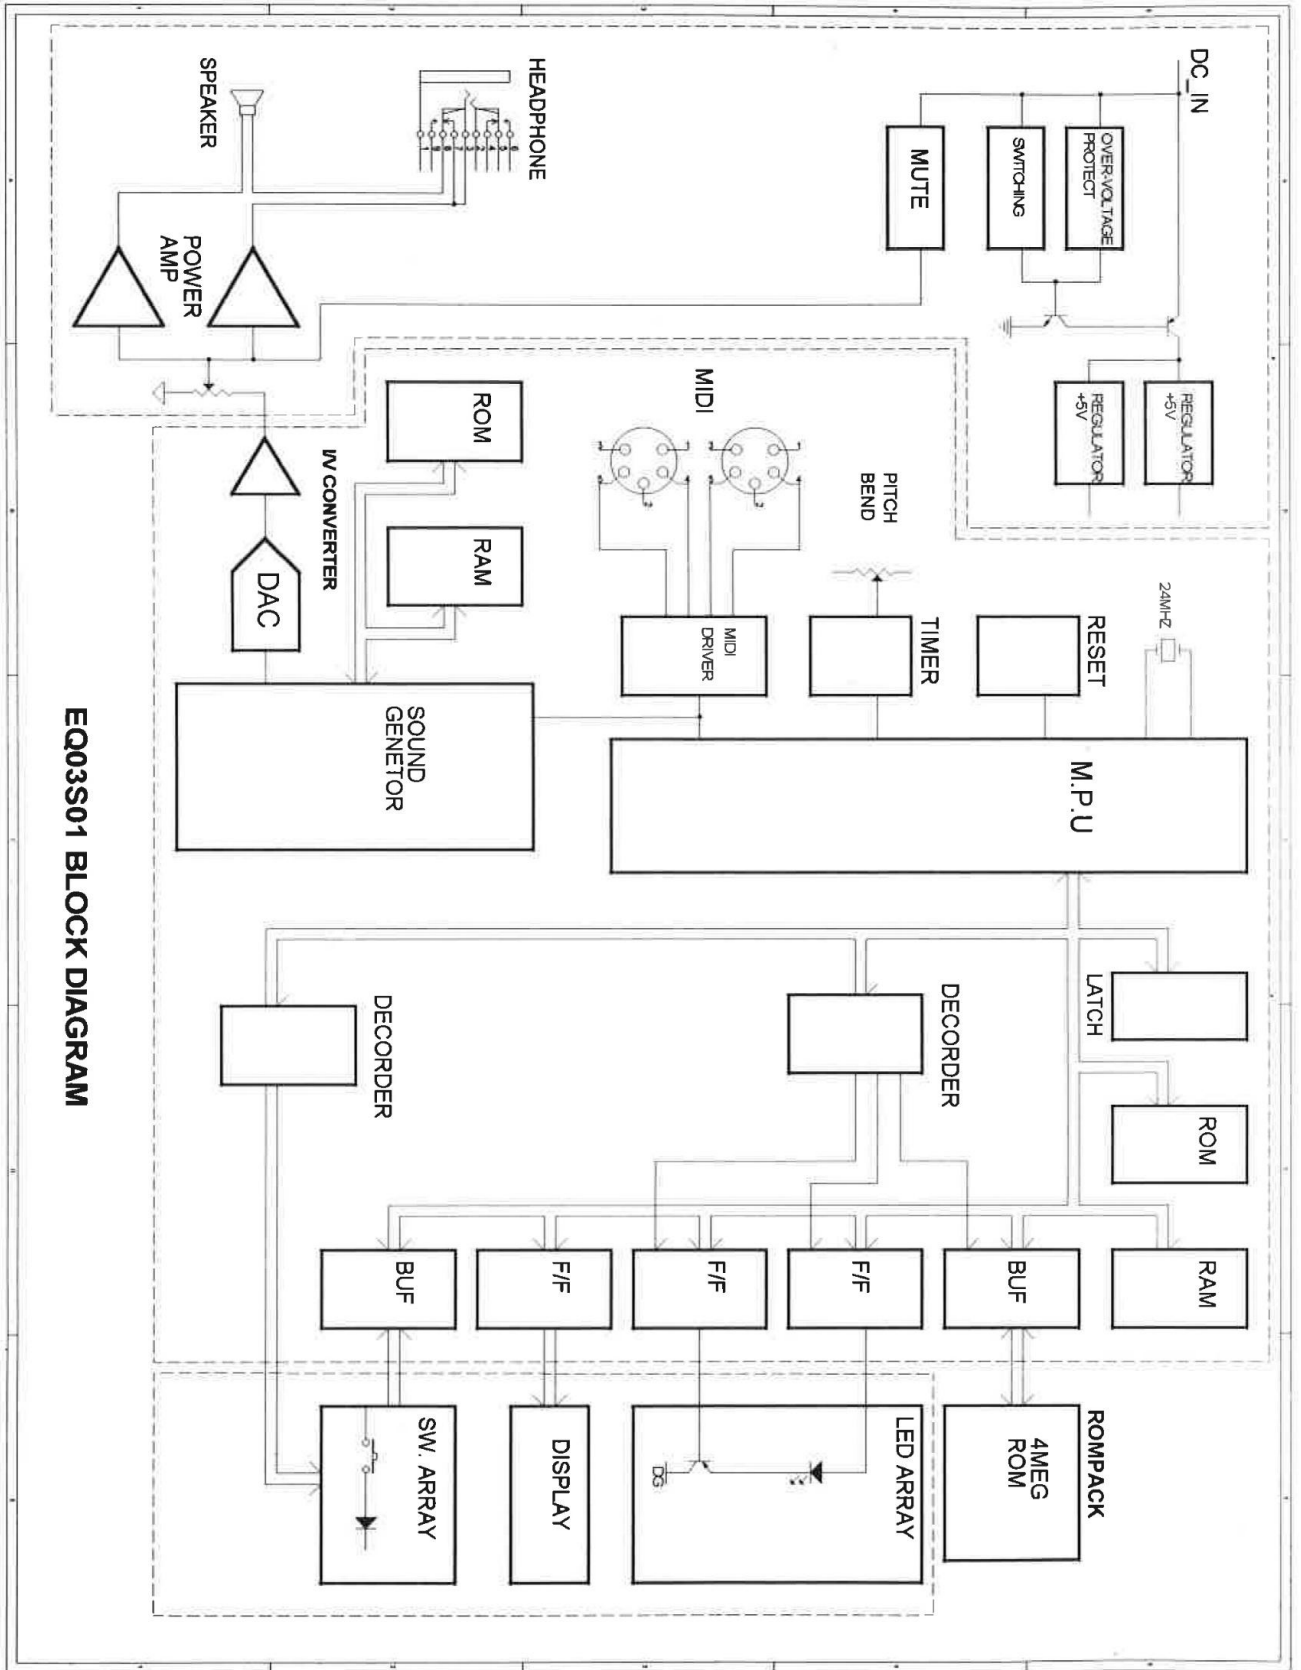 DC_IN
OVER-VOLTAGE
PROTECT
SWITCHING
MUTE
HEADPHONE
SPEAKER
POWER
AMP
REGULATOR
+5V
REGULATOR
+5V
24MHZ
RESET
TIMER
PITCH
BEND
MIDI
MIDI
DRIVER
ROM
RAM
I/V CONVERTER
DAC
M.P.U
SOUND
GENETOR
LATCH
ROM
RAM
DECORDER
DECORDER
BUF
F/F
F/F
F/F
BUF
ROMPACK
4MEG
ROM
LED ARRAY
DG
DISPLAY
SW. ARRAY
EQ03S01 BLOCK DIAGRAM